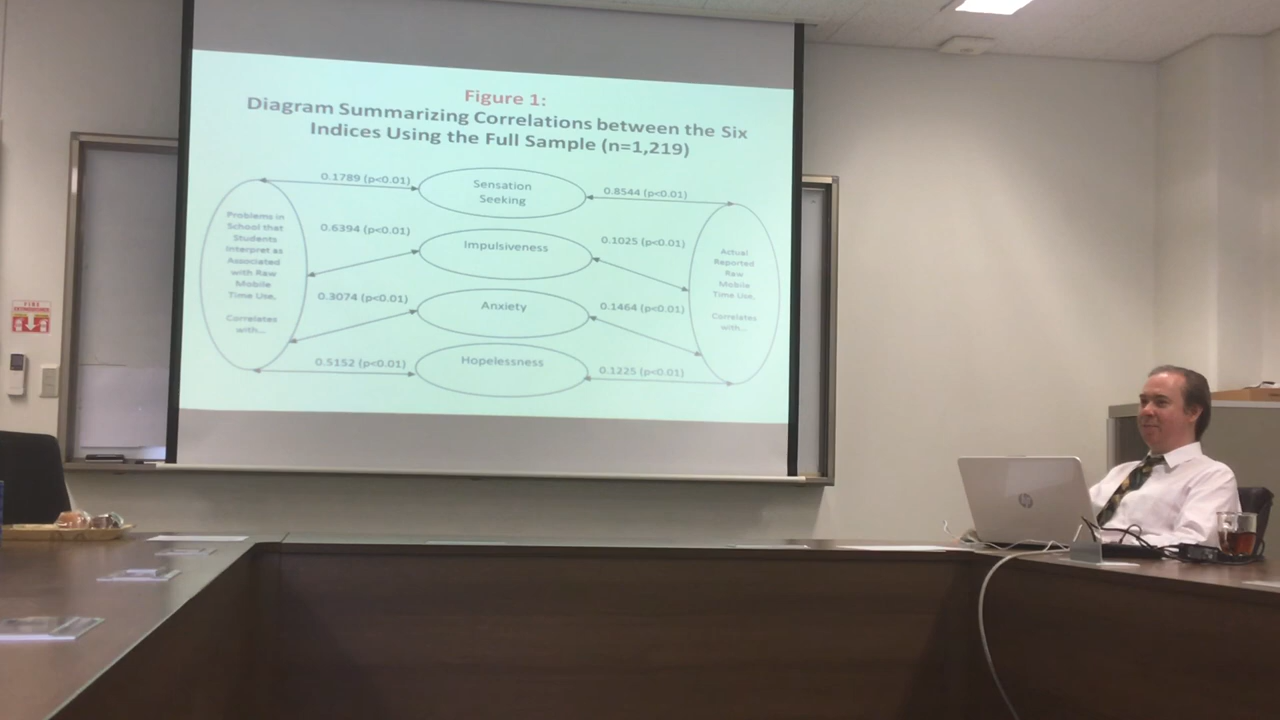 Figure 1:
Diagram Summarizing Correlations between the Six
Indices Using the Full Sample (n=1,219)
0.1789 (p<0.01)
Sensation
Seeking
0.8544 (p<0.01)
Problems in
School that
Students
Interpret as
Associated
with Raw
Mobile
Time Use.
Correlates
with...
0.6394 (p<0.01)
Impulsiveness
0.1025 (p<0.01)
Actual
Reported
Raw
Mobile
Time Use.
Correlates
with...
0.3074 (p<0.01)
Anxiety
0.1464 (p<0.01)
0.5152 (p<0.01)
Hopelessness
0.1225 (p<0.01)
FIRE
EXTINGUISHER
hp